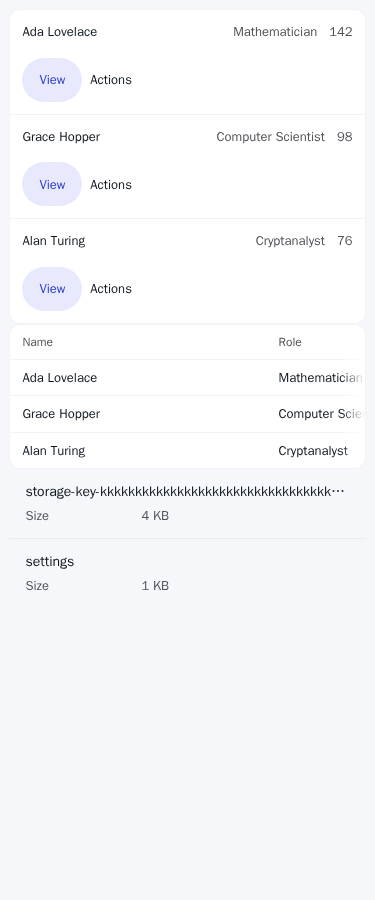 Ada Lovelace Mathematician 142
View Actions
Grace Hopper Computer Scientist 98
View Actions
Alan Turing Cryptanalyst 76
View Actions
Name Role
Ada Lovelace Mathematician
Grace Hopper Computer Scie
Alan Turing Cryptanalyst
storage-key-kkkkkkkkkkkkkkkkkkkkkkkkkkkkkkkkk…
Size 4 KB
settings
Size 1 KB